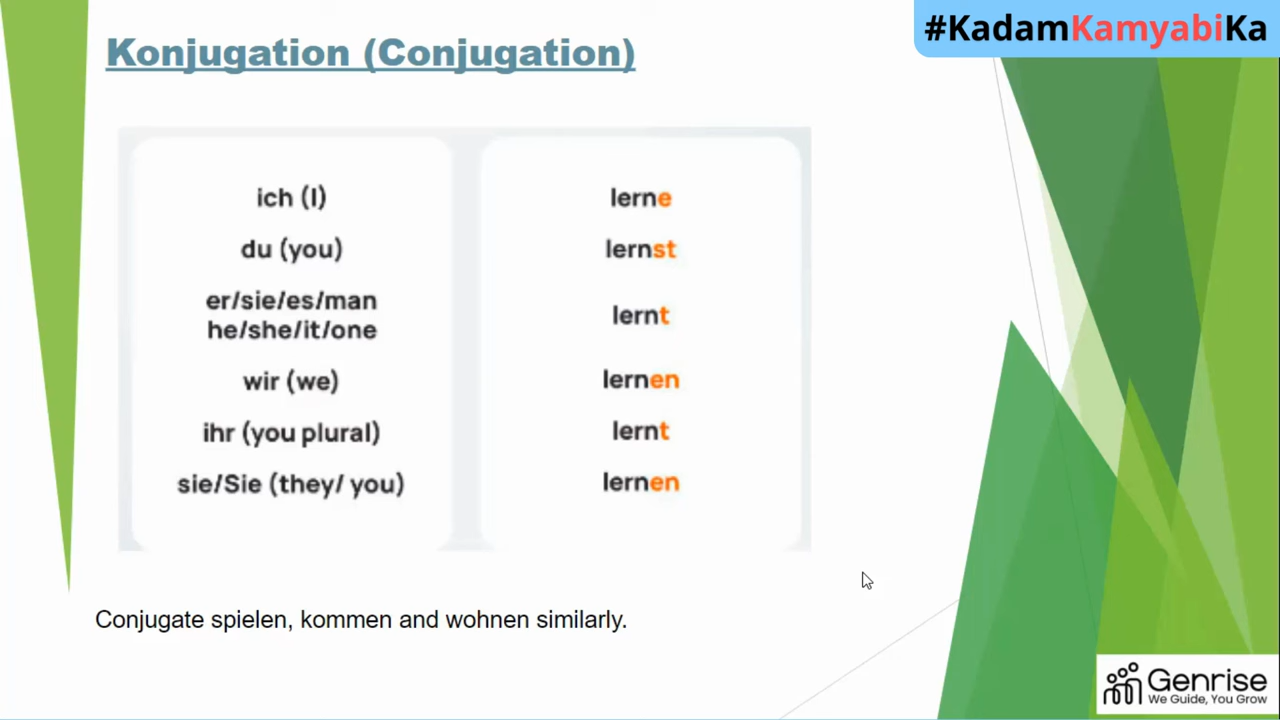 #KadamKamyabiKa
Konjugation (Conjugation)
ich (I) lerne
du (you) lernst
er/sie/es/man
he/she/it/one lernt
wir (we) lernen
ihr (you plural) lernt
sie/Sie (they/ you) lernen
Conjugate spielen, kommen and wohnen similarly.
Genrise
We Guide, You Grow